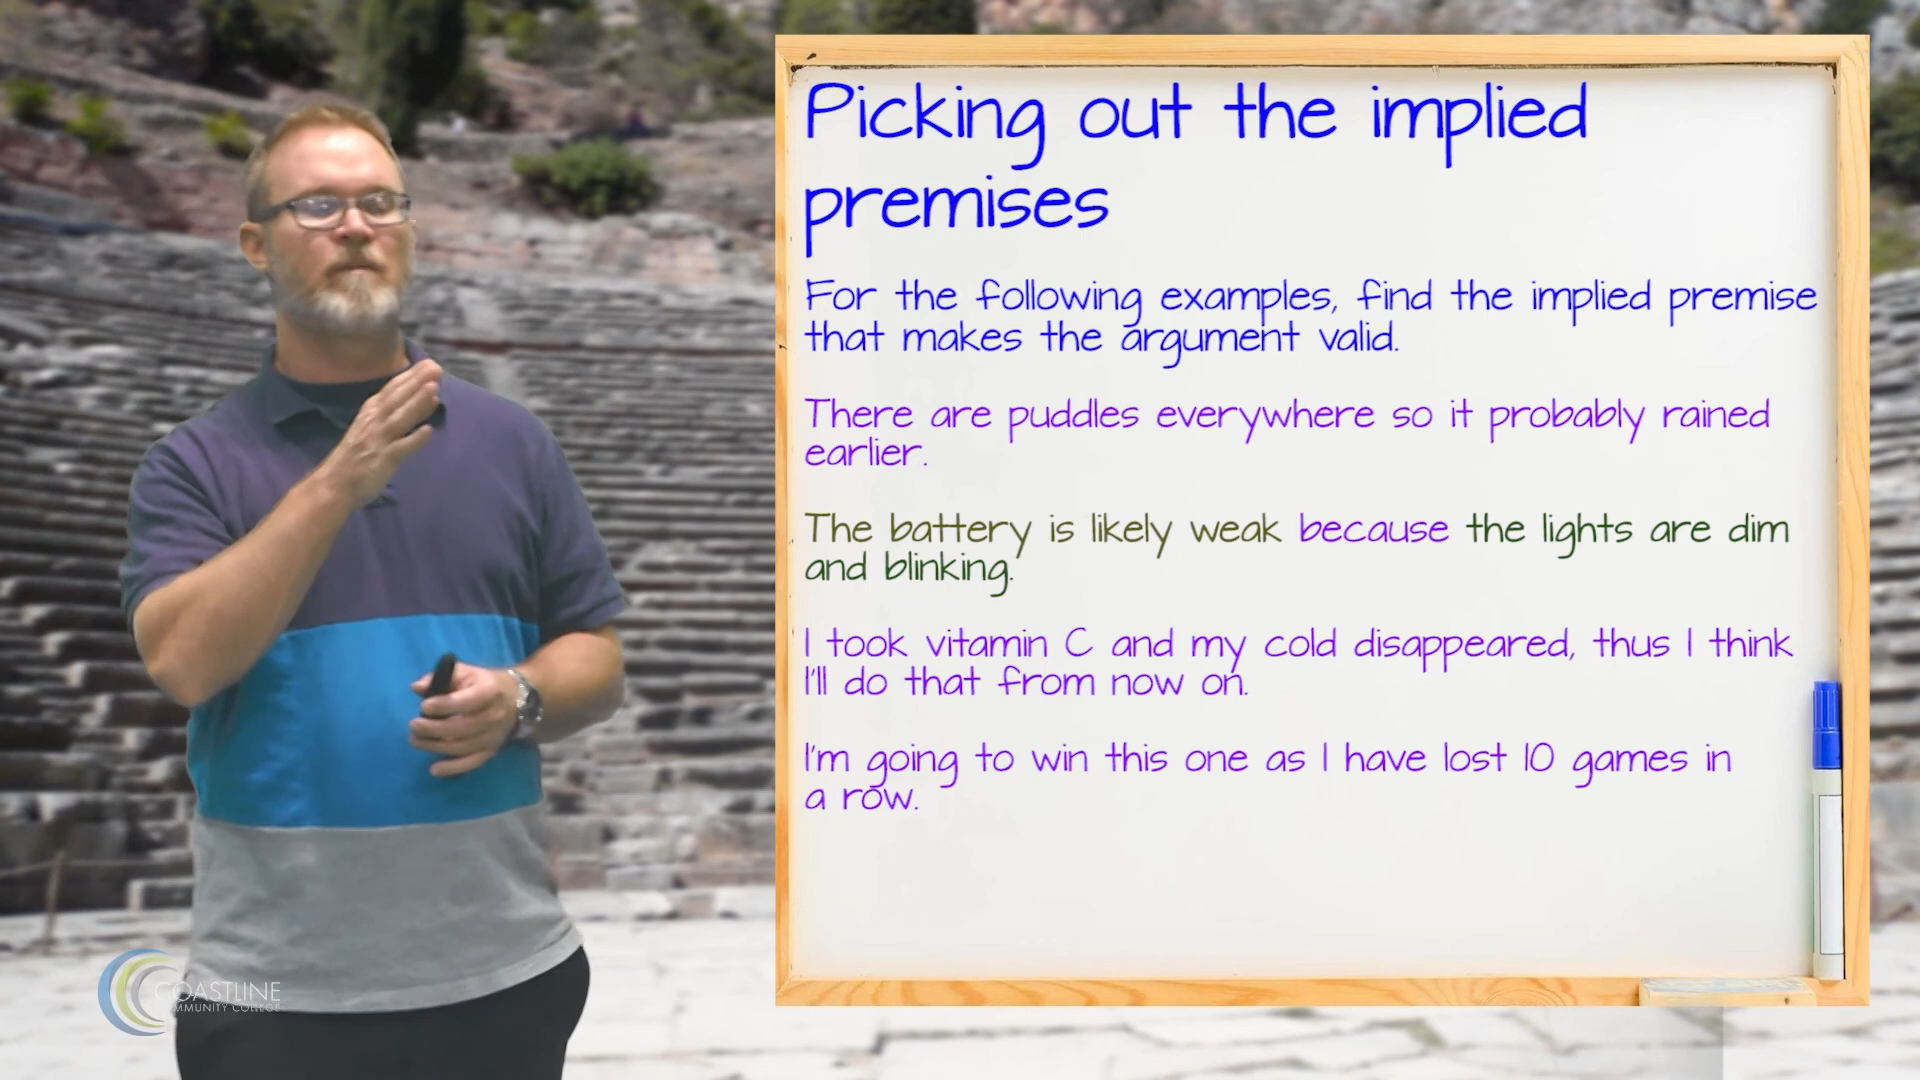 Picking out the implied
premises
For the following examples, find the implied premise
that makes the argument valid.
There are puddles everywhere so it probably rained
earlier.
The battery is likely weak because the lights are dim
and blinking.
I took vitamin C and my cold disappeared, thus I think
I'll do that from now on.
I'm going to win this one as I have lost 10 games in
a row.
COASTLINE
COMMUNITY COLLEGE